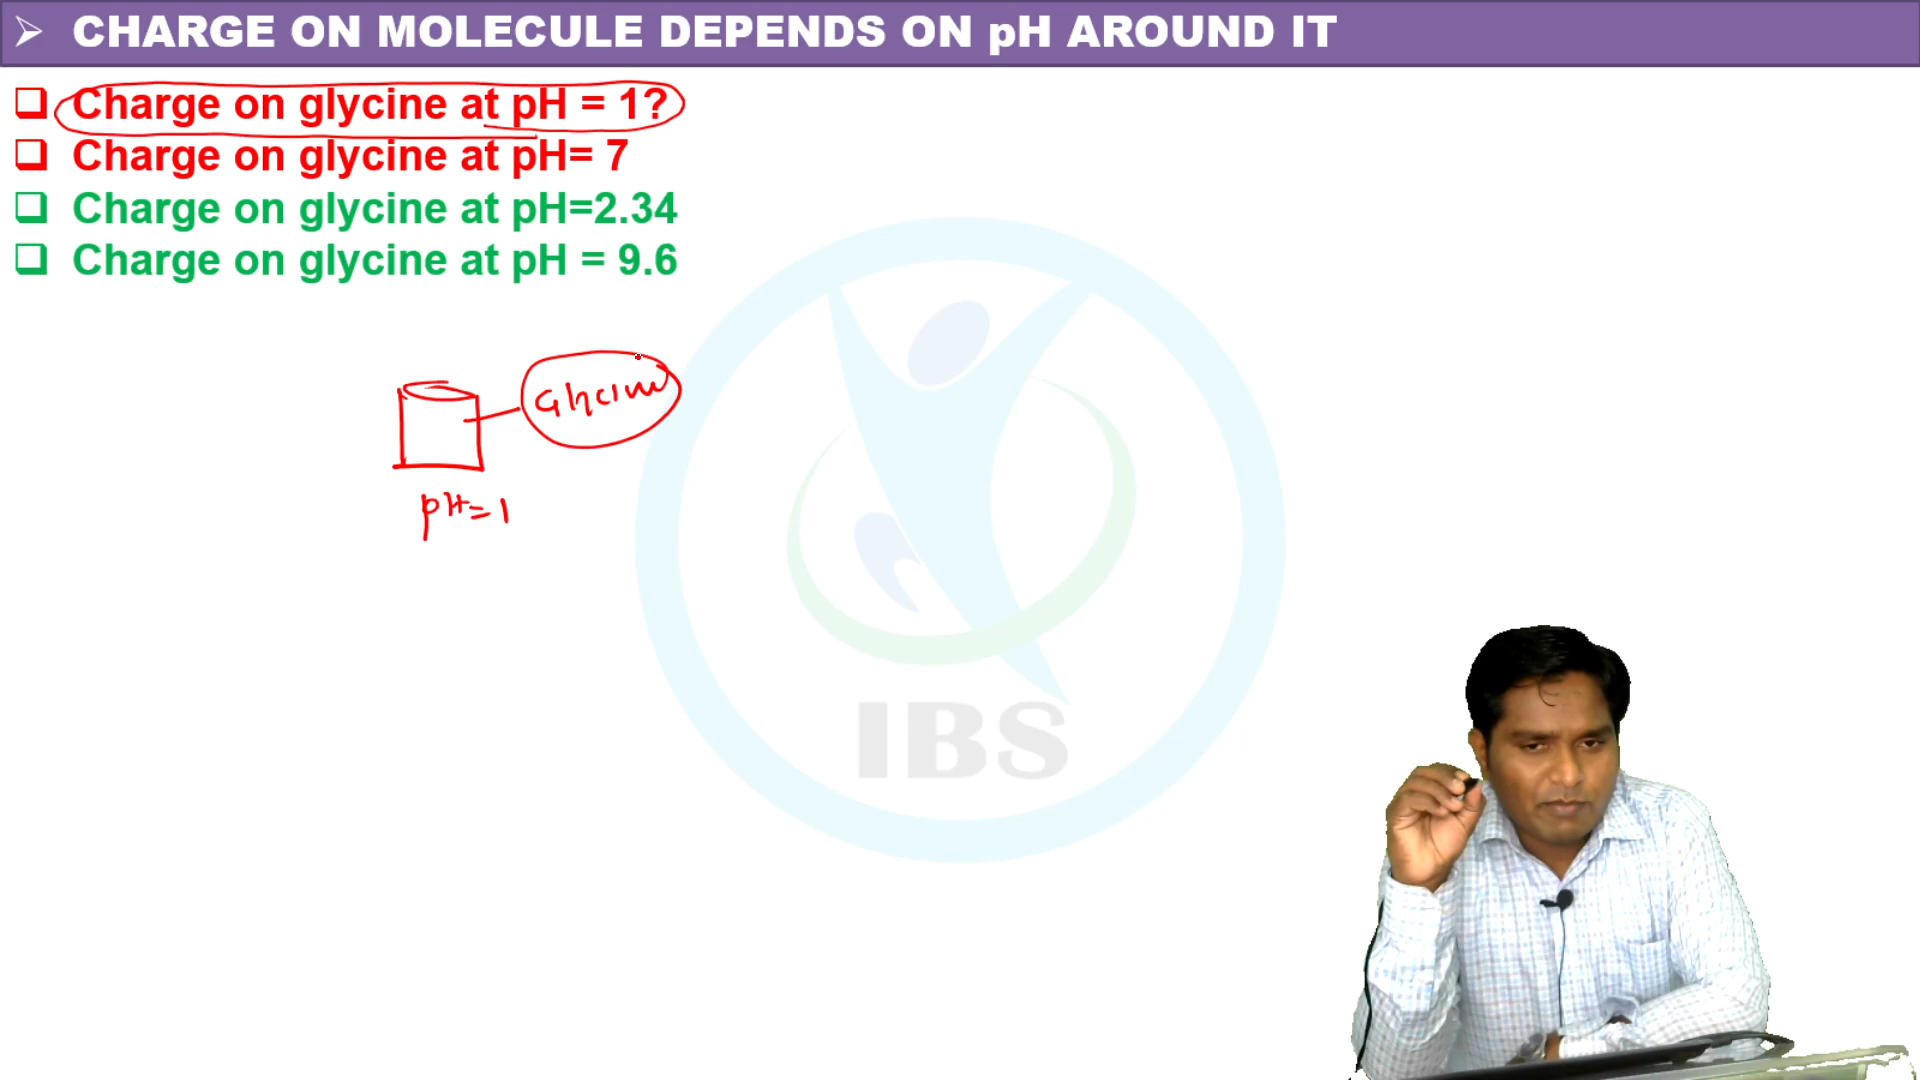 CHARGE ON MOLECULE DEPENDS ON pH AROUND IT
Charge on glycine at pH = 1?
Charge on glycine at pH= 7
Charge on glycine at pH=2.34
Charge on glycine at pH = 9.6
Glycine
pH=1
IBS